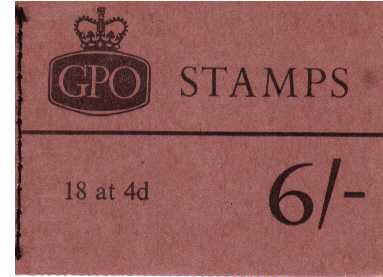 GPO STAMPS
18 at 4d 6/-